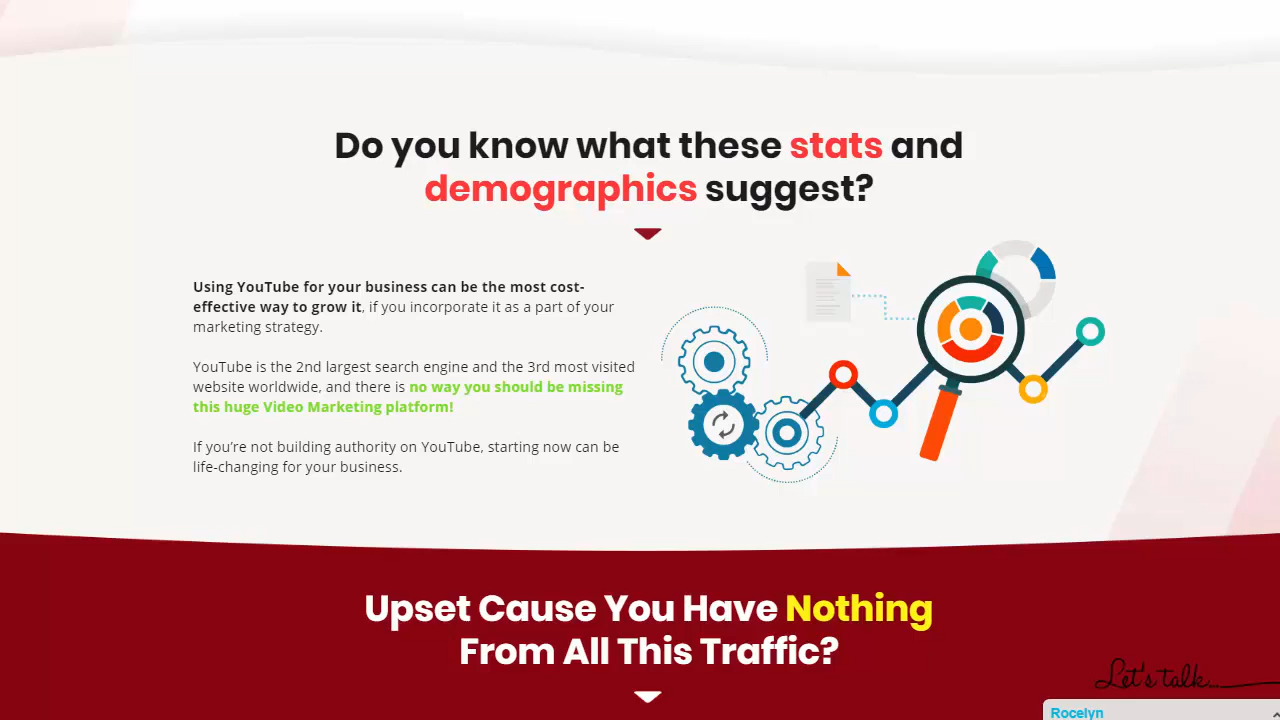 Do you know what these stats and
demographics suggest?
Using YouTube for your business can be the most cost-
effective way to grow it, if you incorporate it as a part of your
marketing strategy.
YouTube is the 2nd largest search engine and the 3rd most visited
website worldwide, and there is no way you should be missing
this huge Video Marketing platform!
If you’re not building authority on YouTube, starting now can be
life-changing for your business.
Upset Cause You Have Nothing
From All This Traffic?
Let's talk...
Rocelyn